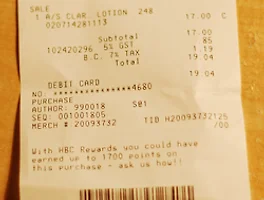 SALE
1 A/S CLAR. LOTION 248 17.00 C
020714281113
Subtotal 17.00
102420296 5% GST 85
B.C. 7% TAX 1.19
Total 19 04
DEBIT CARD 19 04
NO: ***************4680
PURCHASE
AUTHOR: 990018 S01
SEQ: 001001805
MERCH # 20093732 TID H20093732125
/00
With HBC Rewards you could have
earned up to 1700 points on
this purchase - ask us how!!